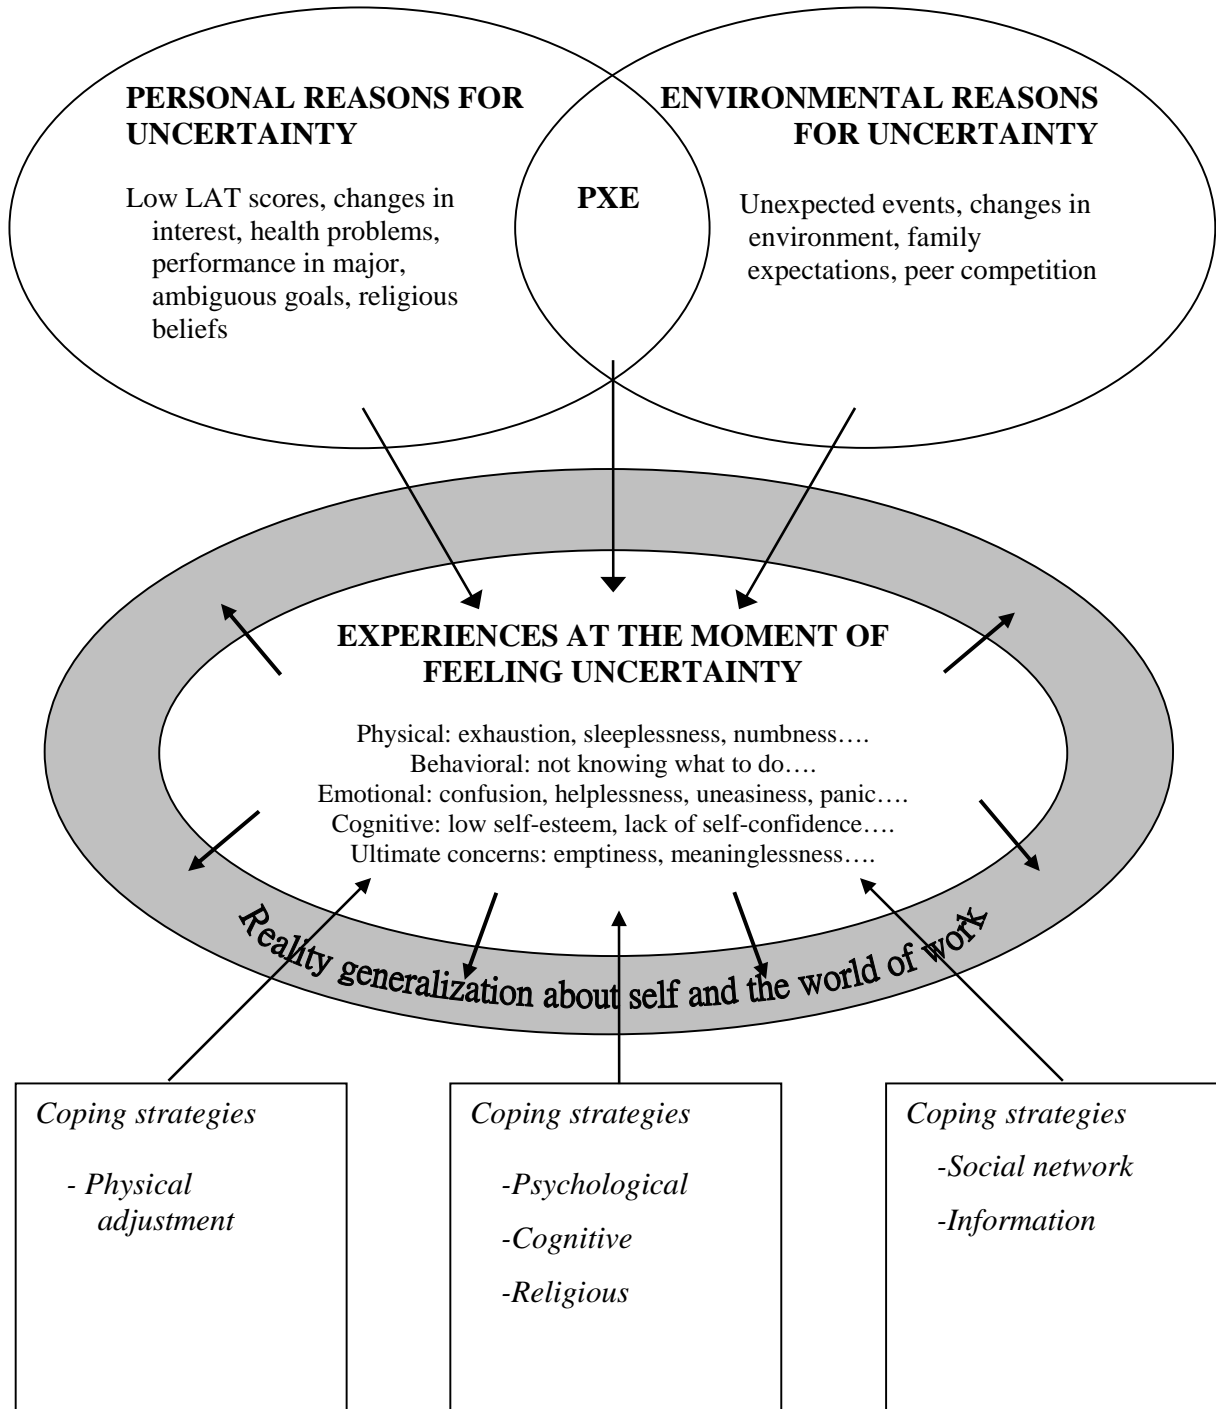 PERSONAL REASONS FOR
UNCERTAINTY
Low LAT scores, changes in
interest, health problems,
performance in major,
ambiguous goals, religious
beliefs
PXE
ENVIRONMENTAL REASONS
FOR UNCERTAINTY
Unexpected events, changes in
environment, family
expectations, peer competition
EXPERIENCES AT THE MOMENT OF
FEELING UNCERTAINTY
Physical: exhaustion, sleeplessness, numbness….
Behavioral: not knowing what to do….
Emotional: confusion, helplessness, uneasiness, panic….
Cognitive: low self-esteem, lack of self-confidence….
Ultimate concerns: emptiness, meaninglessness….
Reality generalization about self and the world of work
Coping strategies
- Physical
adjustment
Coping strategies
-Psychological
-Cognitive
-Religious
Coping strategies
-Social network
-Information